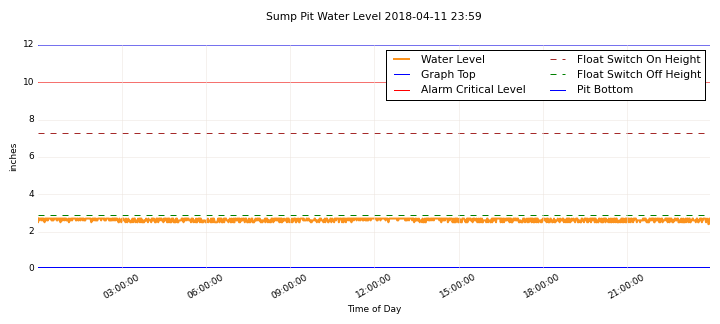 Sump Pit Water Level 2018-04-11 23:59
12
10
8
6
4
2
0
inches
Water Level
Graph Top
Alarm Critical Level
Float Switch On Height
Float Switch Off Height
Pit Bottom
03:00:00
06:00:00
09:00:00
12:00:00
15:00:00
18:00:00
21:00:00
Time of Day